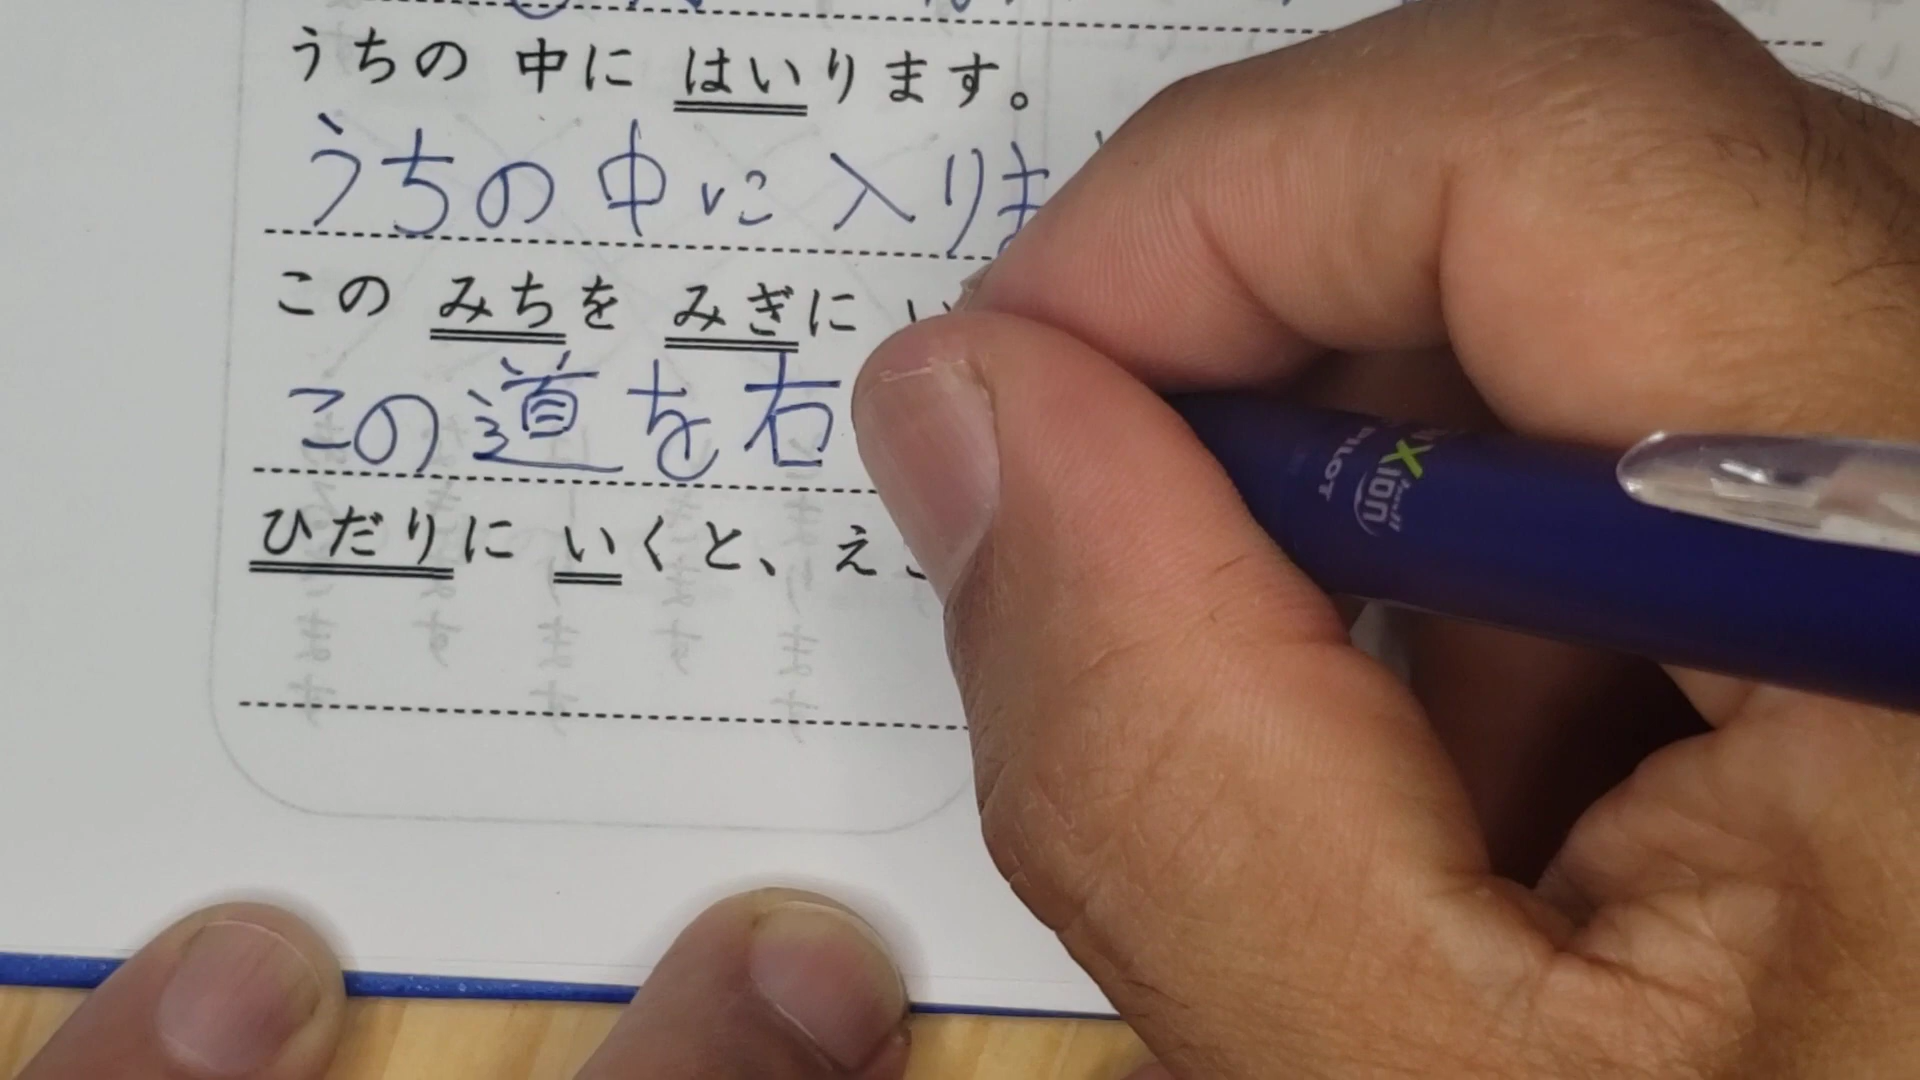 うちの 中に はいります。
うちの中に入りま
この みちを みぎに い
この道を右
ひだりに いくと、え
FRIXion
PILOT